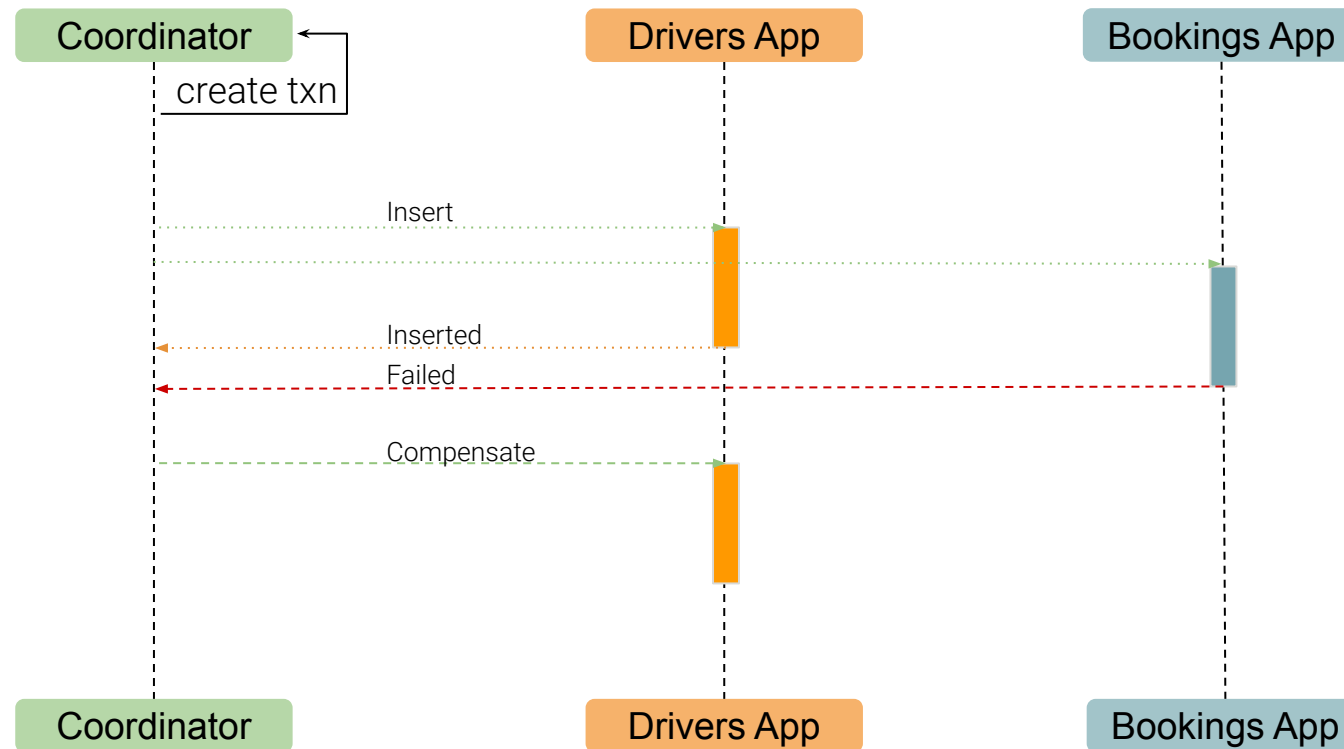 Coordinator
Drivers App
Bookings App
create txn
Insert
Inserted
Failed
Compensate
Coordinator
Drivers App
Bookings App